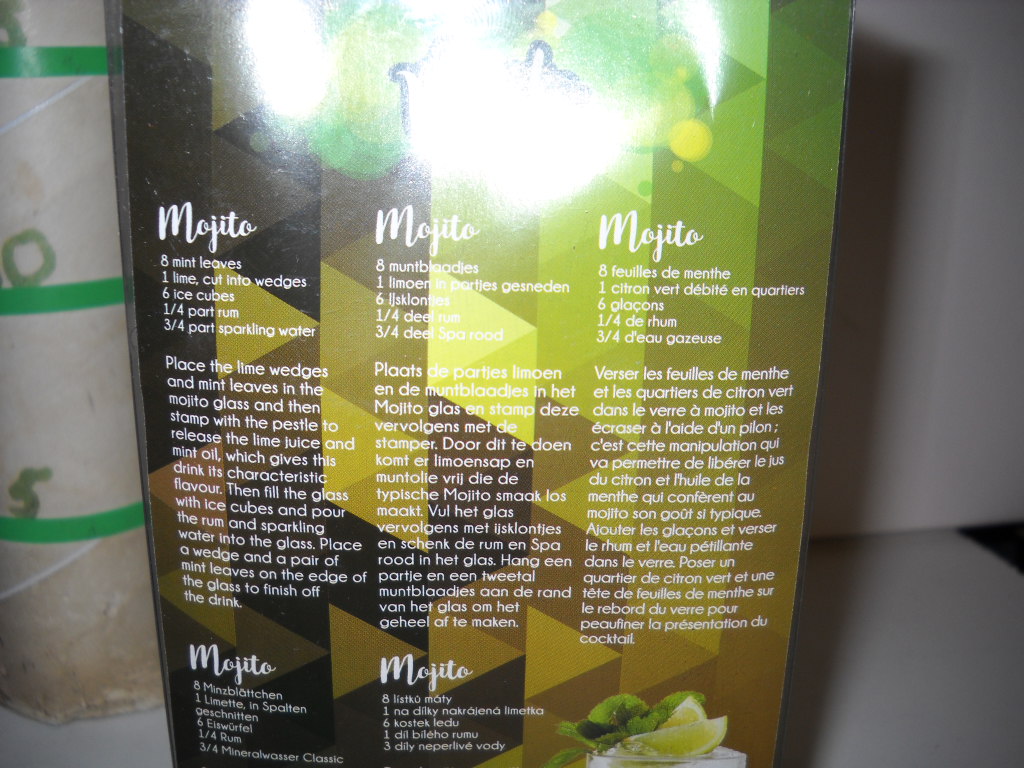 Mojito
8 mint leaves
1 lime, cut into wedges
6 ice cubes
1/4 part rum
3/4 part sparkling water
Place the lime wedges
and mint leaves in the
mojito glass and then
stamp with the pestle to
release the lime juice and
mint oil, which gives this
drink its characteristic
flavour. Then fill the glass
with ice cubes and pour
the rum and sparkling
water into the glass. Place
a wedge and a pair of
mint leaves on the edge of
the glass to finish off
the drink.
Mojito
8 muntblaadjes
1 limoen in partjes gesneden
6 ijsklontjes
1/4 deel rum
3/4 deel Spa rood
Plaats de partjes limoen
en de muntblaadjes in het
Mojito glas en stamp deze
vervolgens met de
stamper. Door dit te doen
komt er limoensap en
muntolie vrij die de
typische Mojito smaak los
maakt. Vul het glas
vervolgens met ijsklontjes
en schenk de rum en Spa
rood in het glas. Hang een
partje en een tweetal
muntblaadjes aan de rand
van het glas om het
geheel af te maken.
Mojito
8 feuilles de menthe
1 citron vert débité en quartiers
6 glaçons
1/4 de rhum
3/4 d'eau gazeuse
Verser les feuilles de menthe
et les quartiers de citron vert
dans le verre à mojito et les
écraser à l'aide d'un pilon ;
c'est cette manipulation qui
va permettre de libérer le jus
du citron et l'huile de la
menthe qui confèrent au
mojito son goût si typique.
Ajouter les glaçons et verser
le rhum et l'eau pétillante
dans le verre. Poser un
quartier de citron vert et une
tête de feuilles de menthe sur
le rebord du verre pour
peaufiner la présentation du
cocktail.
Mojito
8 Minzblättchen
1 Limette, in Spalten
geschnitten
6 Eiswürfel
1/4 Rum
3/4 Mineralwasser Classic
Mojito
8 lístků máty
1 na dílky nakrájená limetka
6 kostek ledu
1 díl bílého rumu
3 díly neperlivé vody
5